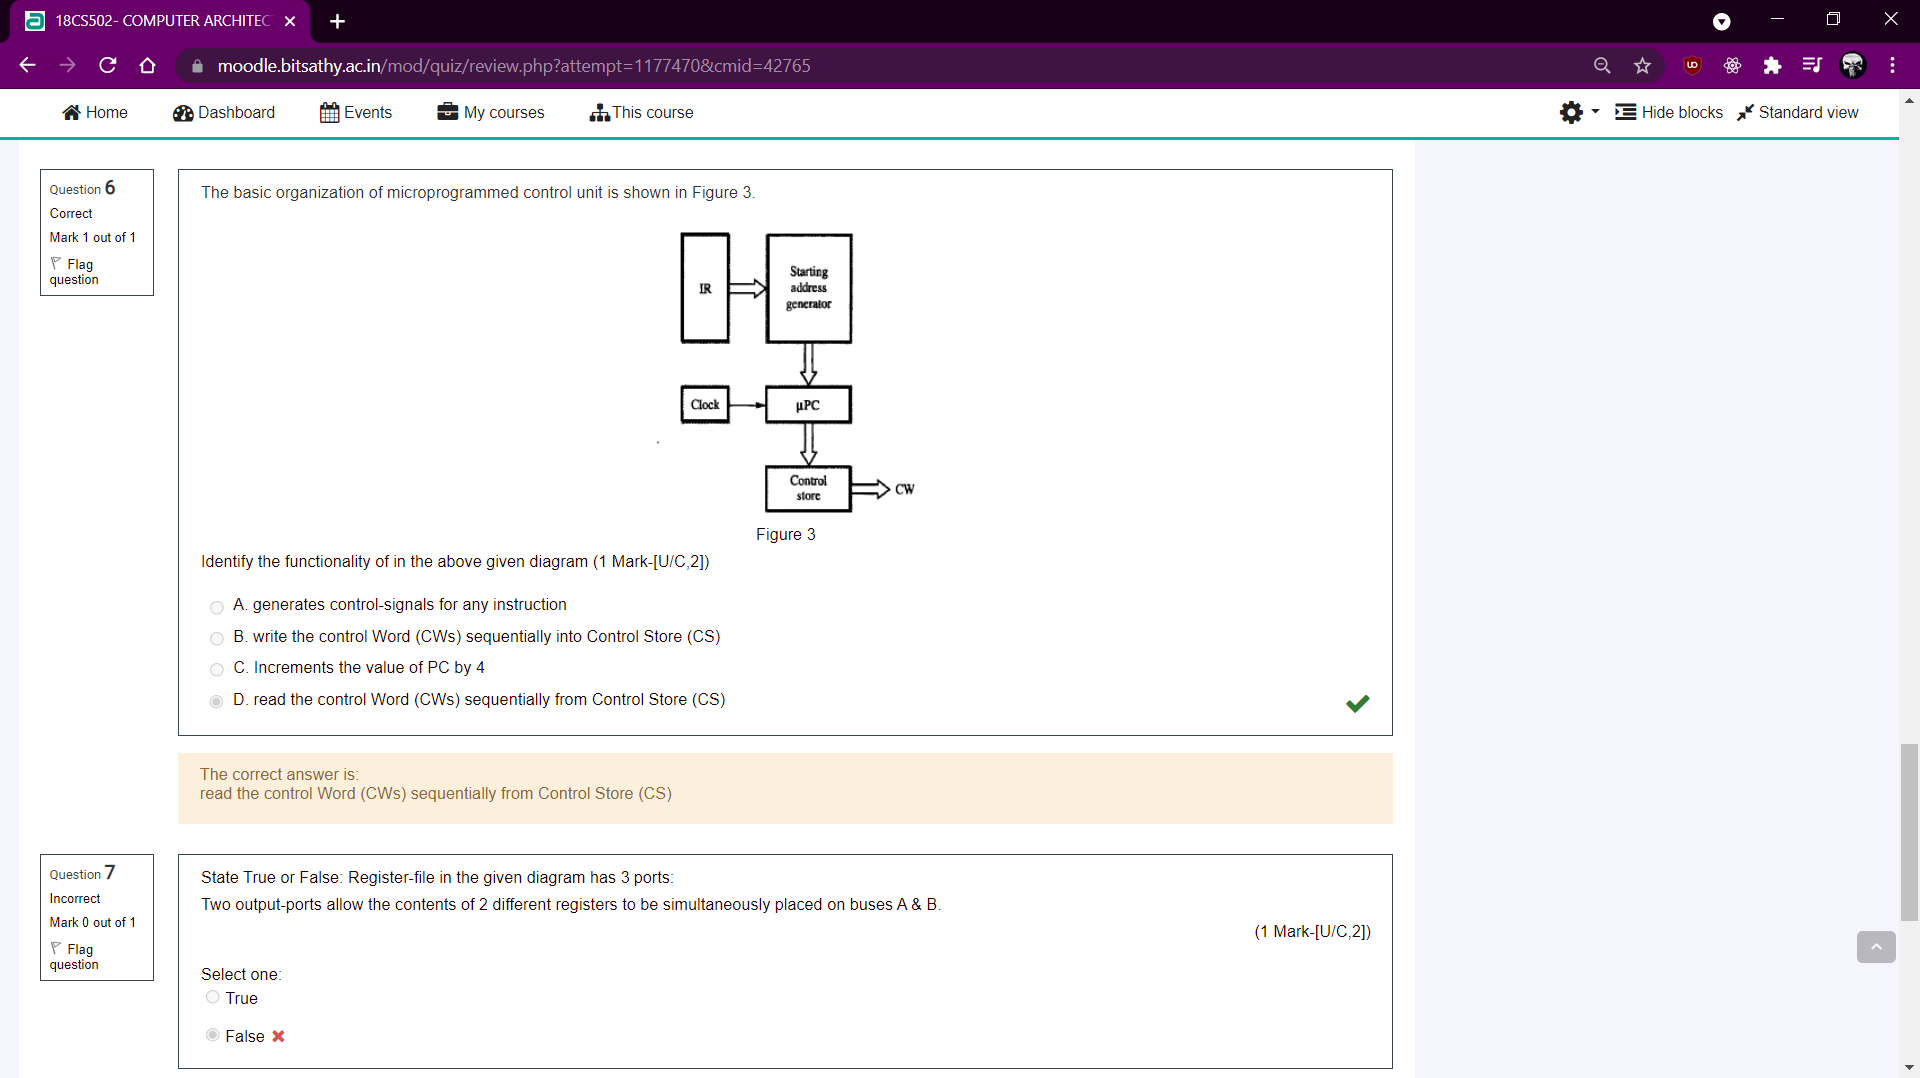 18CS502- COMPUTER ARCHITEC
moodle.bitsathy.ac.in/mod/quiz/review.php?attempt=1177470&cmid=42765
Home
Dashboard
Events
My courses
This course
Hide blocks
Standard view
Question 6
Correct
Mark 1 out of 1
Flag
question
The basic organization of microprogrammed control unit is shown in Figure 3.
IR
Starting
address
generator
Clock
μPC
Control
store
CW
Figure 3
Identify the functionality of in the above given diagram (1 Mark-[U/C,2])
A. generates control-signals for any instruction
B. write the control Word (CWs) sequentially into Control Store (CS)
C. Increments the value of PC by 4
D. read the control Word (CWs) sequentially from Control Store (CS)
The correct answer is:
read the control Word (CWs) sequentially from Control Store (CS)
Question 7
Incorrect
Mark 0 out of 1
Flag
question
State True or False: Register-file in the given diagram has 3 ports:
Two output-ports allow the contents of 2 different registers to be simultaneously placed on buses A & B.
(1 Mark-[U/C,2])
Select one:
True
False